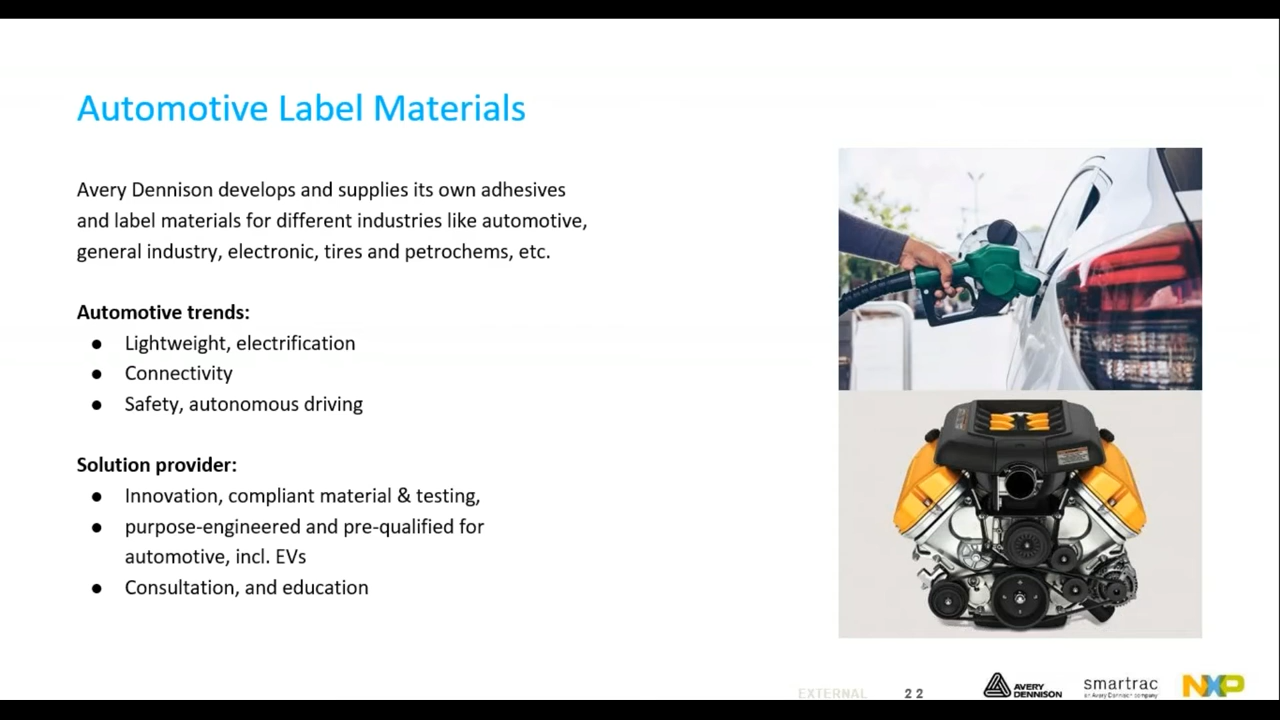 Automotive Label Materials
Avery Dennison develops and supplies its own adhesives
and label materials for different industries like automotive,
general industry, electronic, tires and petrochems, etc.
Automotive trends:
● Lightweight, electrification
● Connectivity
● Safety, autonomous driving
Solution provider:
● Innovation, compliant material & testing,
● purpose-engineered and pre-qualified for
automotive, incl. EVs
● Consultation, and education
EXTERNAL
22
AVERY
DENNISON
smartrac
an Avery Dennison company
NXP